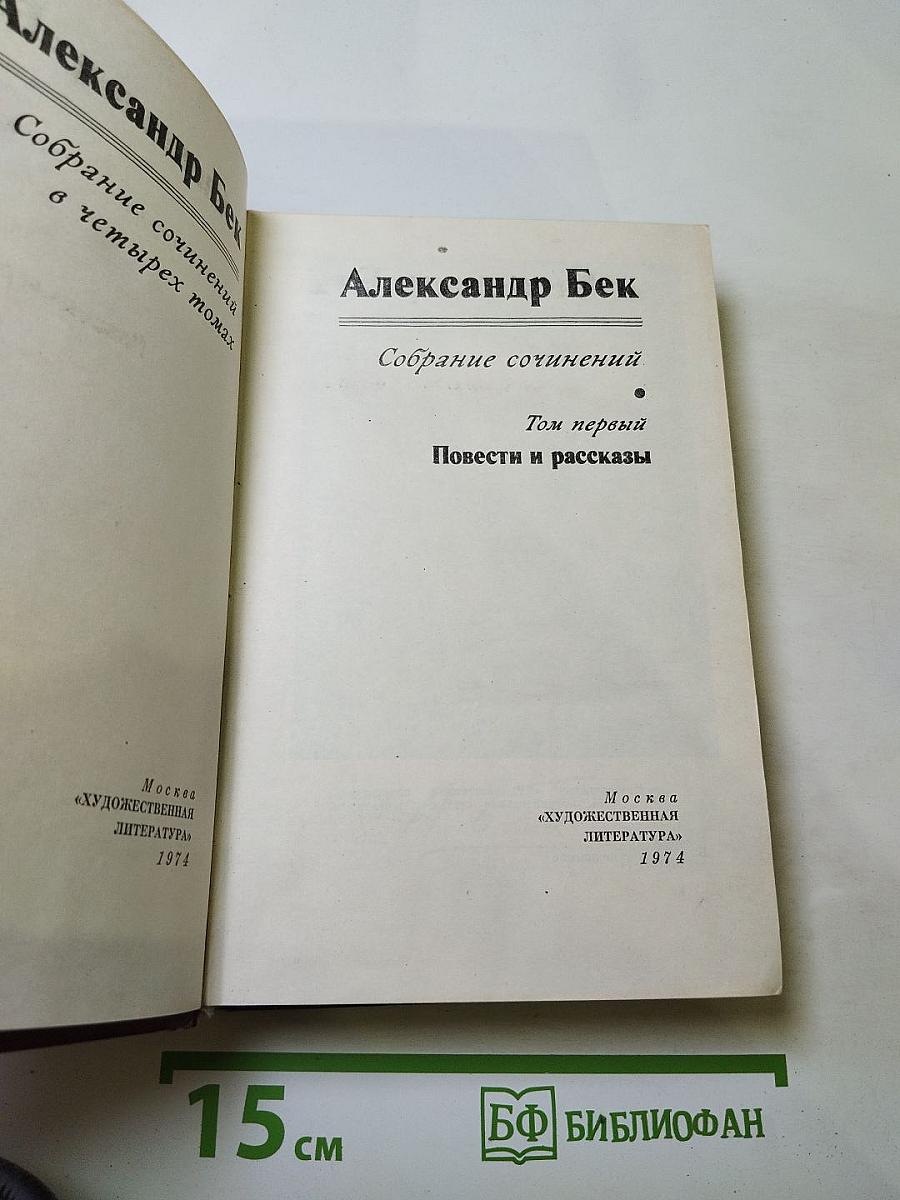 Александр Бек
Собрание сочинений
в четырех томах
Москва
«ХУДОЖЕСТВЕННАЯ
ЛИТЕРАТУРА»
1974
Александр Бек
Собрание сочинений
Том первый
Повести и рассказы
Москва
«ХУДОЖЕСТВЕННАЯ
ЛИТЕРАТУРА»
1974
15 см
БФ БИБЛИОФАН